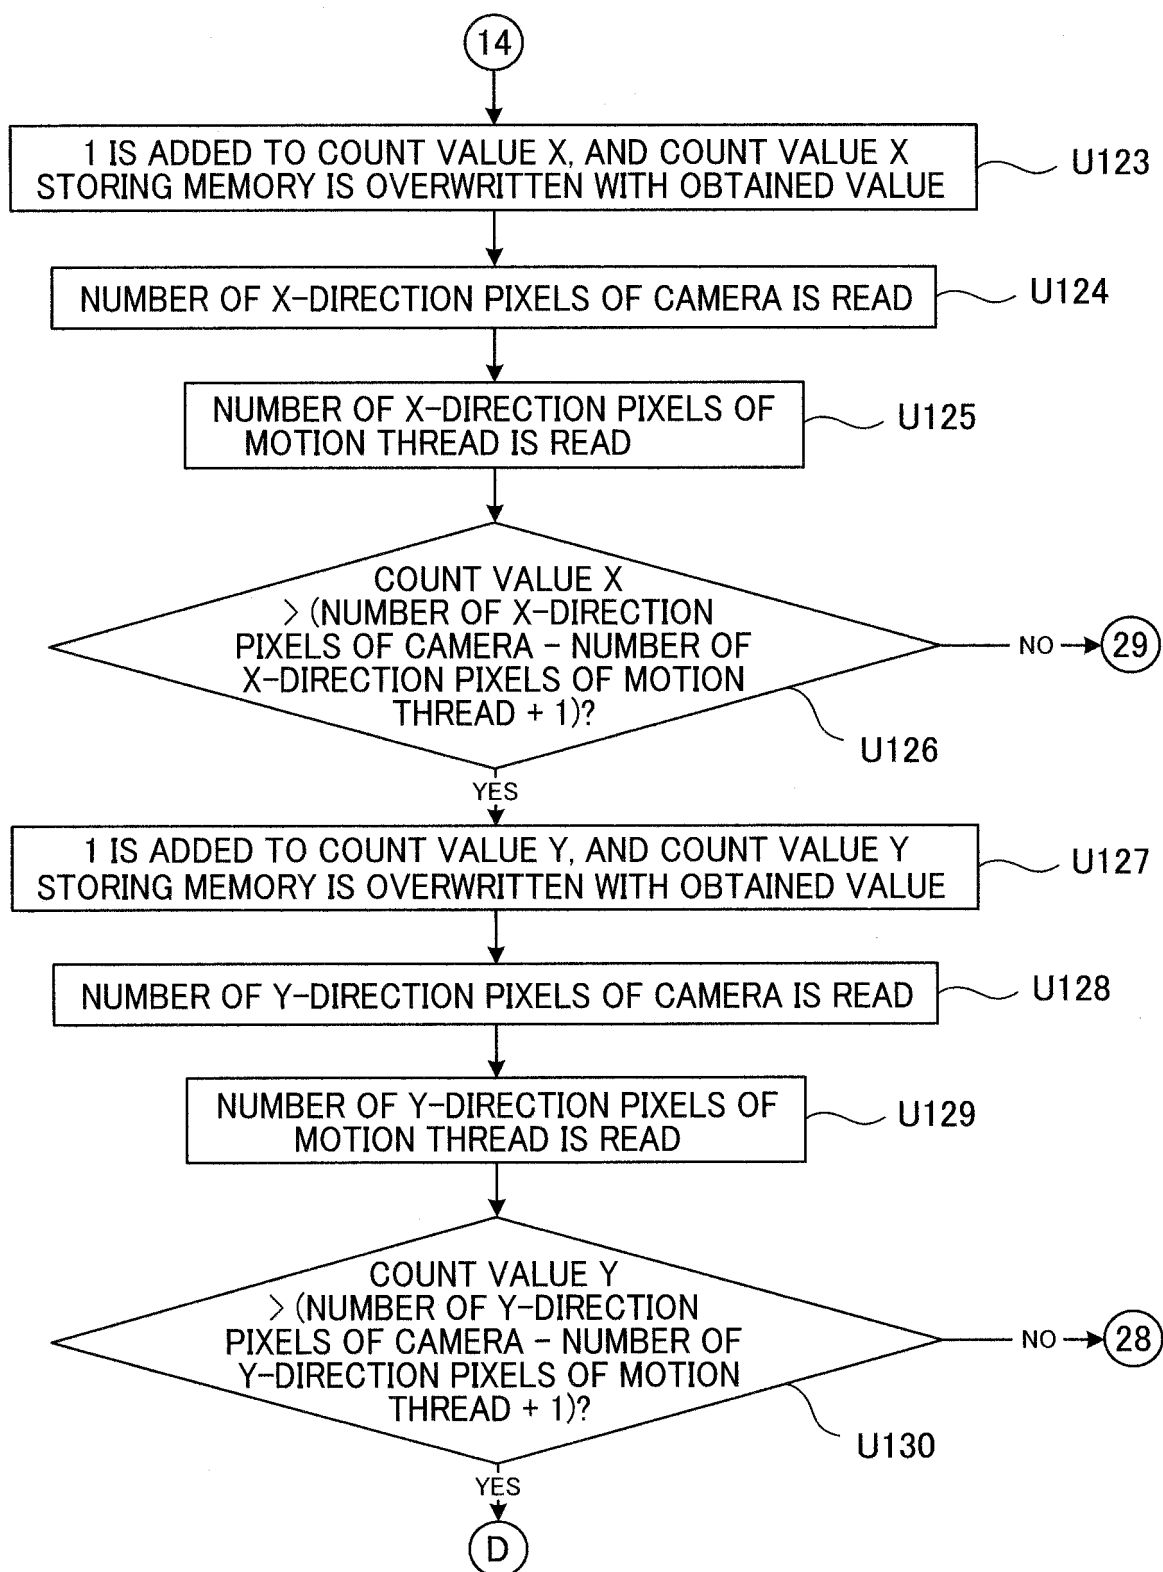 14
1 IS ADDED TO COUNT VALUE X, AND COUNT VALUE X
STORING MEMORY IS OVERWRITTEN WITH OBTAINED VALUE
U123
NUMBER OF X-DIRECTION PIXELS OF CAMERA IS READ
U124
NUMBER OF X-DIRECTION PIXELS OF
MOTION THREAD IS READ
U125
COUNT VALUE X
> (NUMBER OF X-DIRECTION
PIXELS OF CAMERA – NUMBER OF
X-DIRECTION PIXELS OF MOTION
THREAD + 1)?
NO
29
U126
YES
1 IS ADDED TO COUNT VALUE Y, AND COUNT VALUE Y
STORING MEMORY IS OVERWRITTEN WITH OBTAINED VALUE
U127
NUMBER OF Y-DIRECTION PIXELS OF CAMERA IS READ
U128
NUMBER OF Y-DIRECTION PIXELS OF
MOTION THREAD IS READ
U129
COUNT VALUE Y
> (NUMBER OF Y-DIRECTION
PIXELS OF CAMERA – NUMBER OF
Y-DIRECTION PIXELS OF MOTION
THREAD + 1)?
NO
28
U130
YES
D